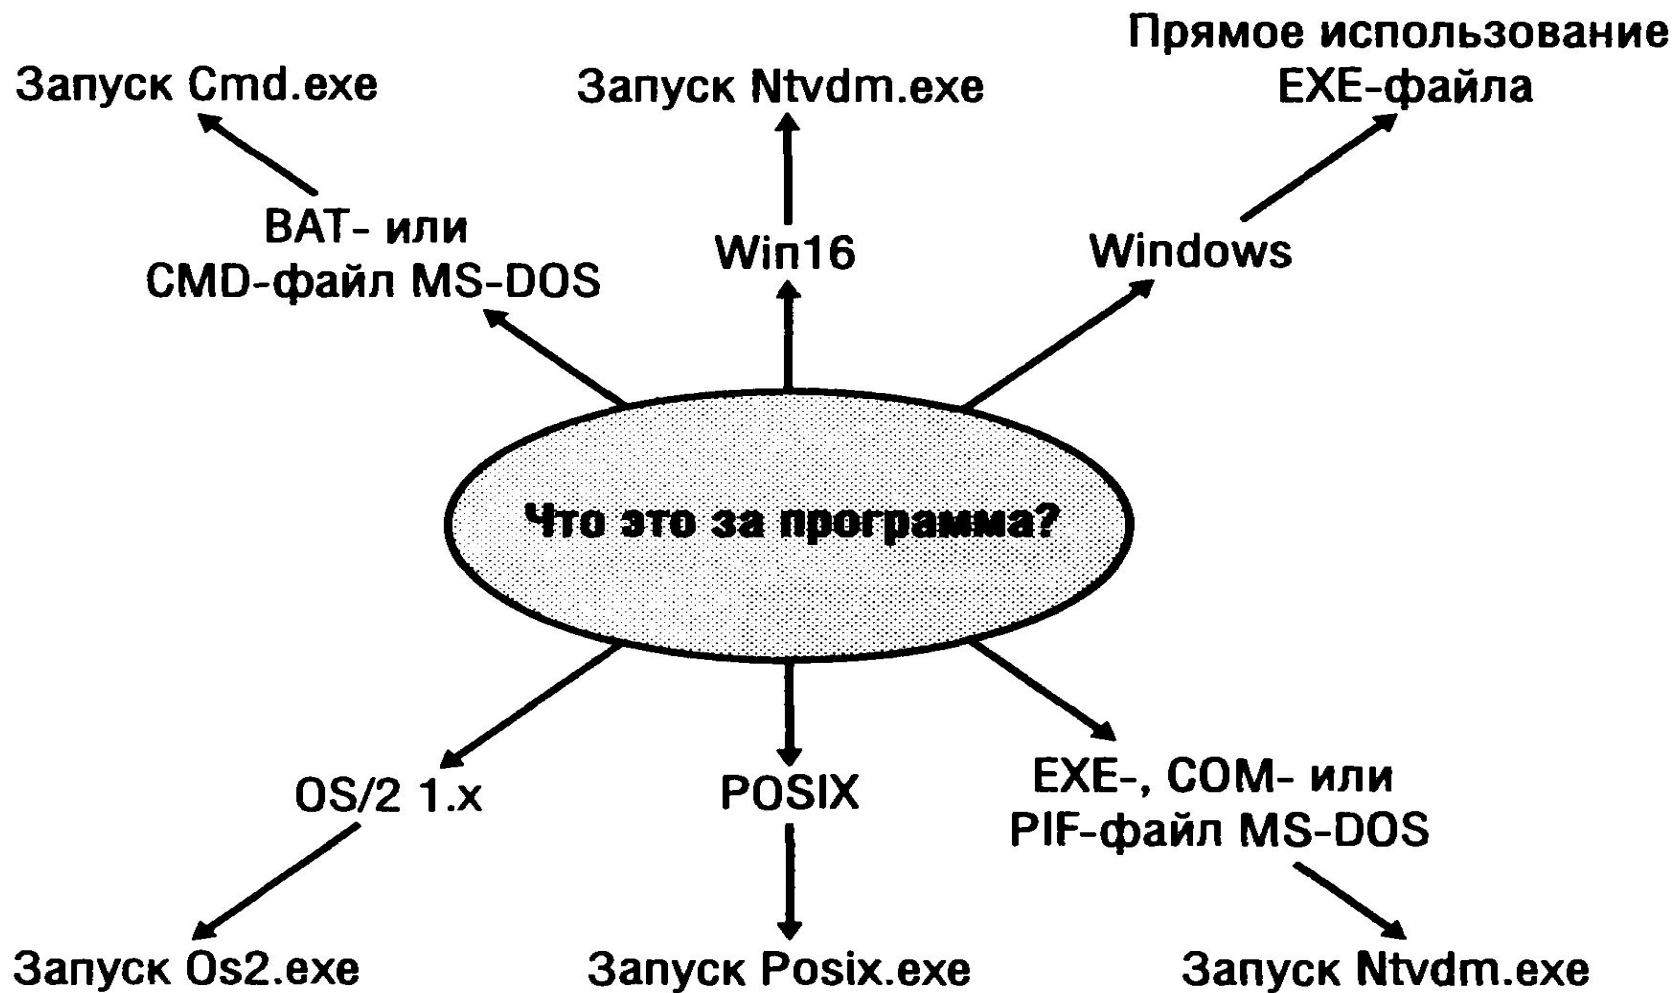 Прямое использование
EXE-файла
Запуск Cmd.exe
Запуск Ntvdm.exe
BAT- или
CMD-файл MS-DOS
Win16
Windows
Что это за программа?
OS/2 1.x
POSIX
EXE-, COM- или
PIF-файл MS-DOS
Запуск Os2.exe
Запуск Posix.exe
Запуск Ntvdm.exe